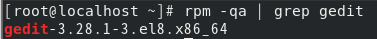 [root@localhost ~]# rpm -qa | grep gedit
gedit-3.28.1-3.el8.x86_64